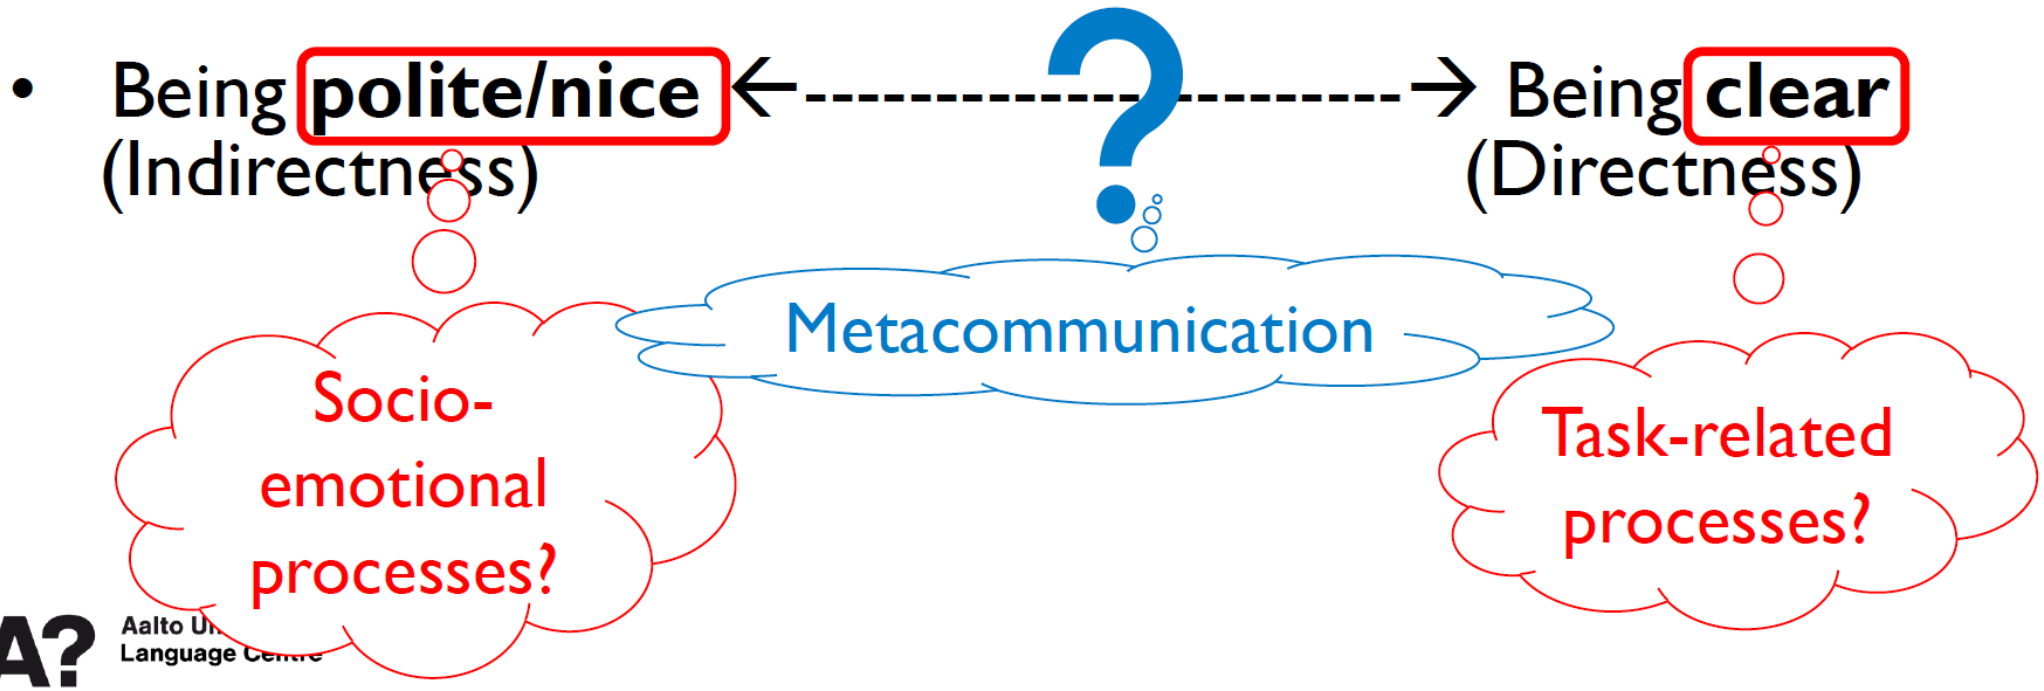 • Being polite/nice ←-----------------------→ Being clear
(Indirectness) (Directness)
?
Metacommunication
Socio-
emotional
processes?
Task-related
processes?
A?
Aalto
Language